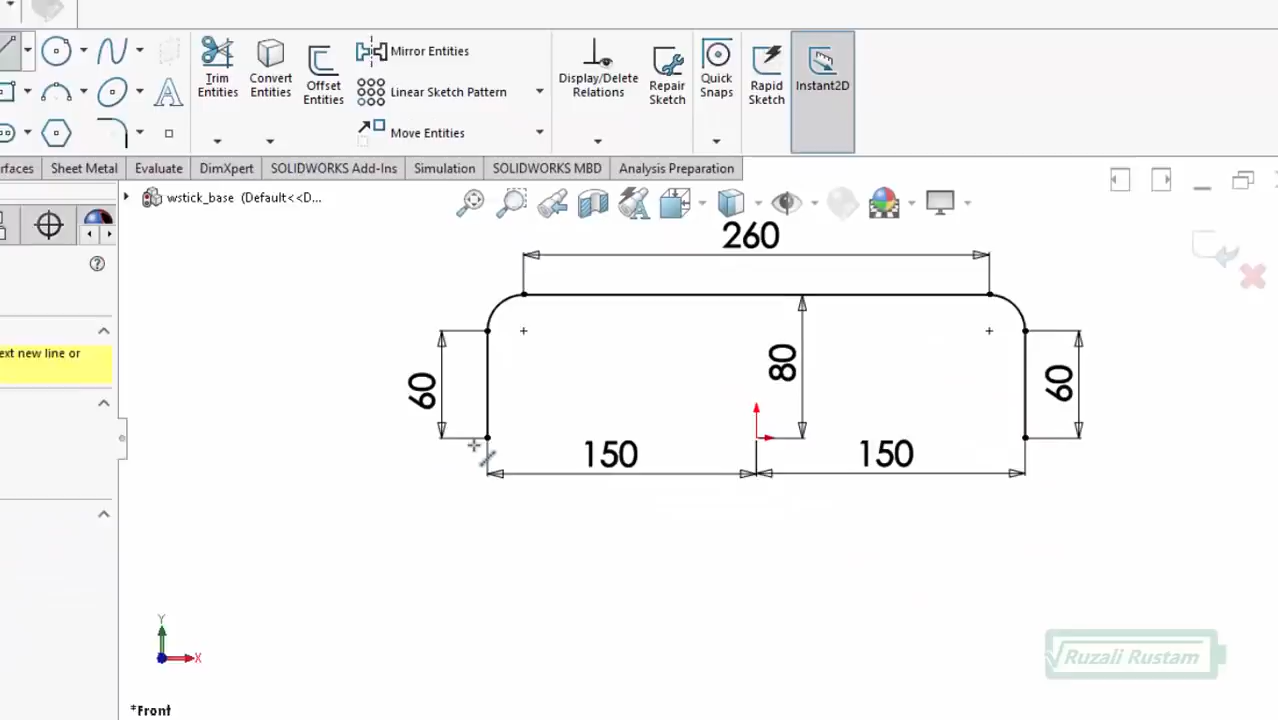 Trim
Entities
Convert
Entities
Offset
Entities
Mirror Entities
Linear Sketch Pattern
Move Entities
Display/Delete
Relations
Repair
Sketch
Quick
Snaps
Rapid
Sketch
Instant2D
rfaces
Sheet Metal
Evaluate
DimXpert
SOLIDWORKS Add-Ins
Simulation
SOLIDWORKS MBD
Analysis Preparation
wstick_base (Default<<D...
ext new line or
260
60
80
60
150
150
Y
X
*Front
Ruzali Rustam